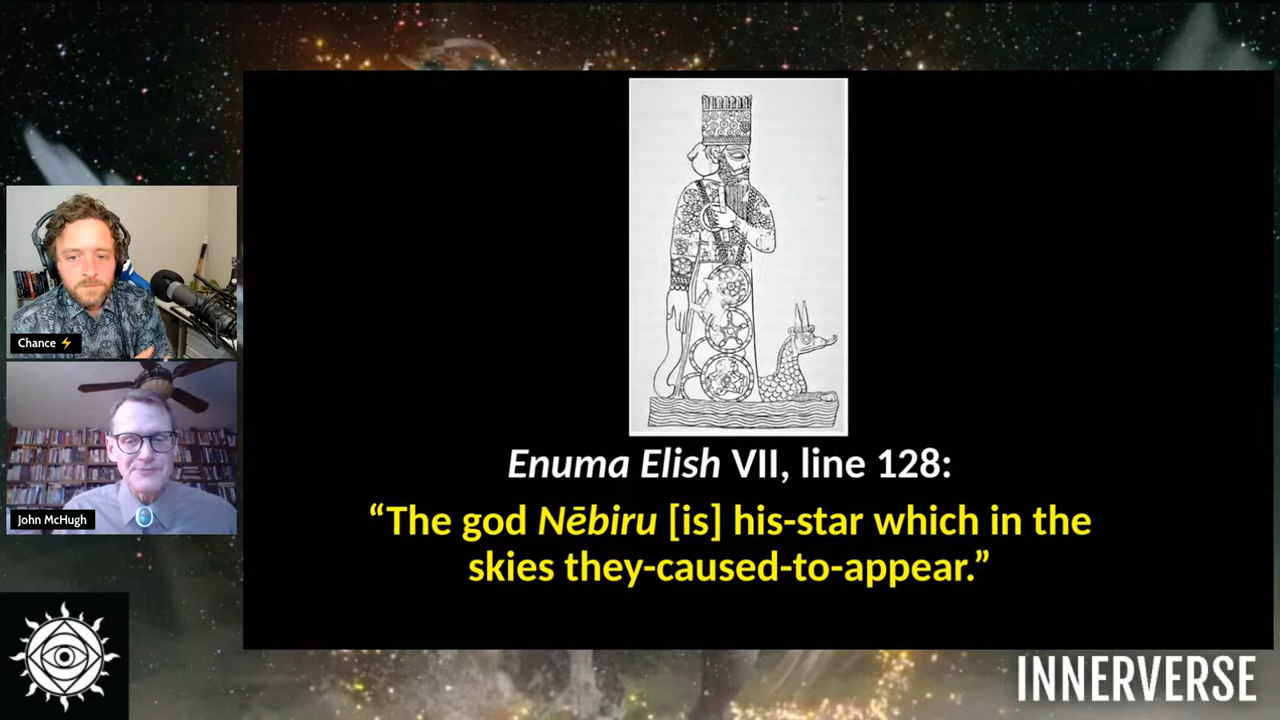 Chance ⚡
John McHugh
Enuma Elish VII, line 128:
“The god Nēbiru [is] his-star which in the
skies they-caused-to-appear.”
INNERVERSE